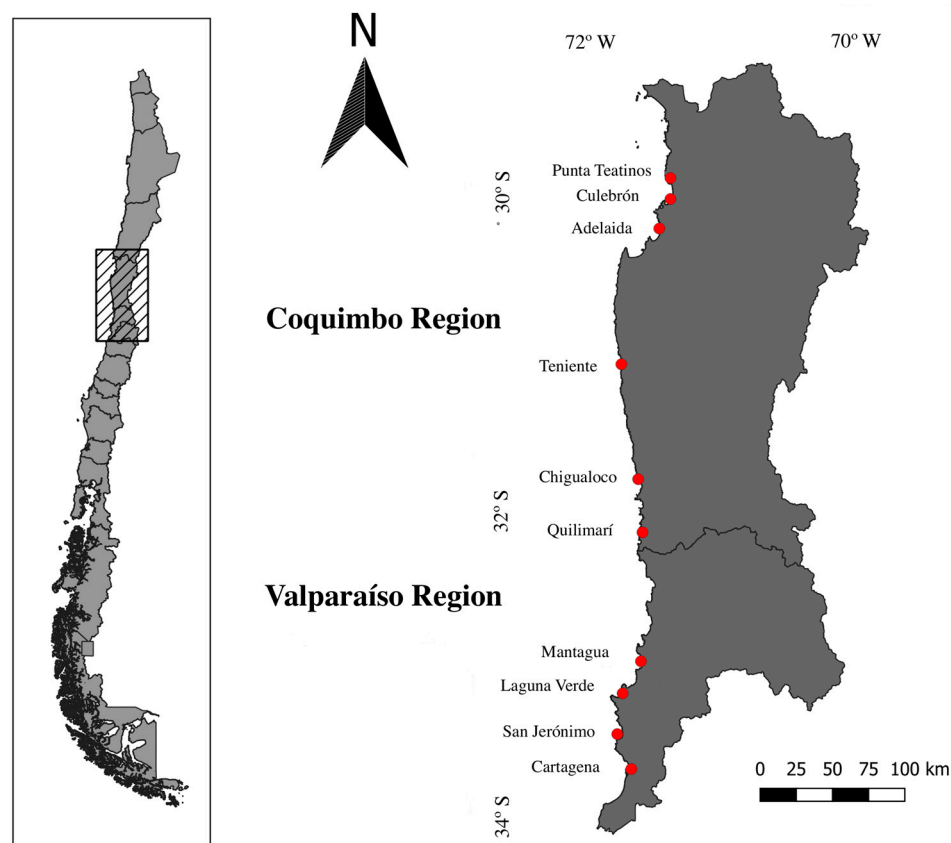 N
72º W
70º W
30º S
Punta Teatinos
Culebrón
Adelaida
Coquimbo Region
Teniente
Chigualoco
32º S
Quilimarí
Valparaíso Region
Mantagua
Laguna Verde
San Jerónimo
Cartagena
34º S
0 25 50 75 100 km